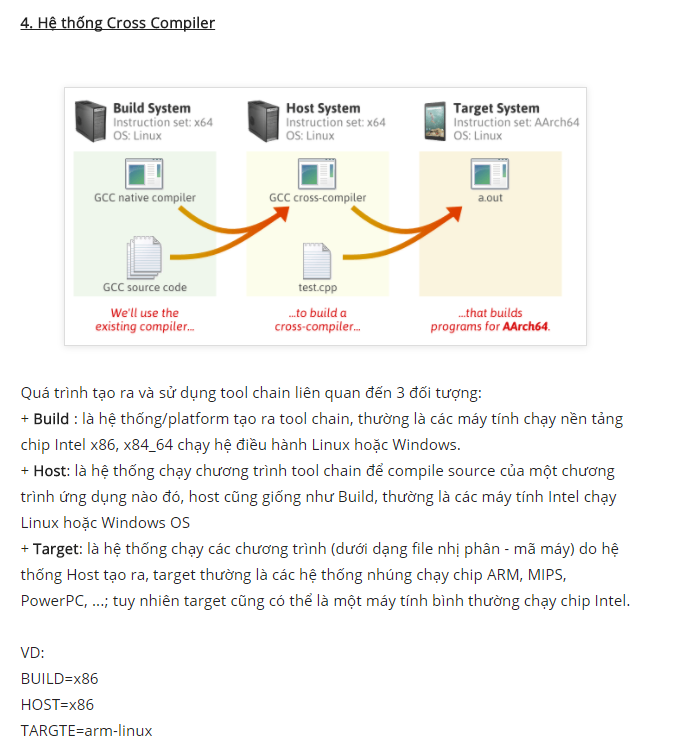 4. Hệ thống Cross Compiler
Build System
Instruction set: x64
OS: Linux
Host System
Instruction set: x64
OS: Linux
Target System
Instruction set: AArch64
OS: Linux
GCC native compiler
GCC cross-compiler
a.out
GCC source code
test.cpp
We'll use the
existing compiler...
...to build a
cross-compiler...
...that builds
programs for AArch64.
Quá trình tạo ra và sử dụng tool chain liên quan đến 3 đối tượng:
+ Build : là hệ thống/platform tạo ra tool chain, thường là các máy tính chạy nền tảng
chip Intel x86, x84_64 chạy hệ điều hành Linux hoặc Windows.
+ Host: là hệ thống chạy chương trình tool chain để compile source của một chương
trình ứng dụng nào đó, host cũng giống như Build, thường là các máy tính Intel chạy
Linux hoặc Windows OS
+ Target: là hệ thống chạy các chương trình (dưới dạng file nhị phân - mã máy) do hệ
thống Host tạo ra, target thường là các hệ thống nhúng chạy chip ARM, MIPS,
PowerPC, ...; tuy nhiên target cũng có thể là một máy tính bình thường chạy chip Intel.
VD:
BUILD=x86
HOST=x86
TARGTE=arm-linux